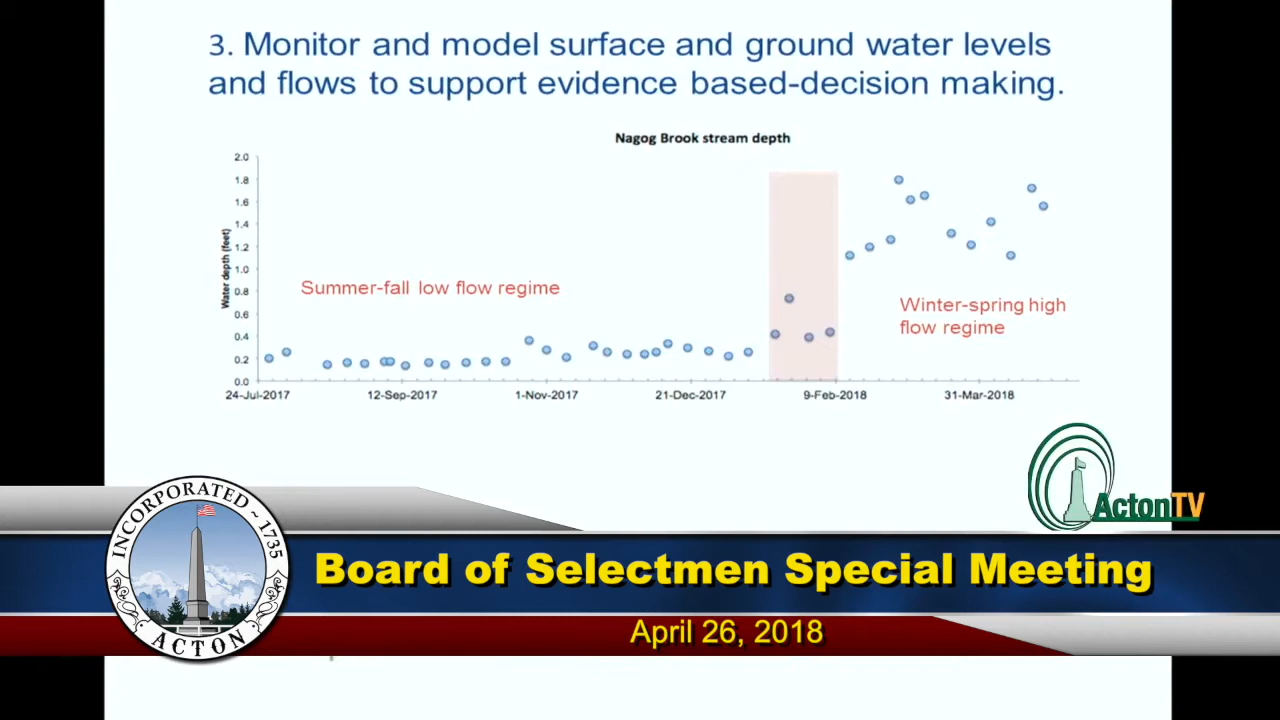 3. Monitor and model surface and ground water levels
and flows to support evidence based-decision making.
Nagog Brook stream depth
2.0
1.8
1.6
1.4
1.2
1.0
0.8
0.6
0.4
0.2
0.0
Water depth (feet)
Summer-fall low flow regime
Winter-spring high
flow regime
24-Jul-2017
12-Sep-2017
1-Nov-2017
21-Dec-2017
9-Feb-2018
31-Mar-2018
ActonTV
INCORPORATED ~ 1735
ACTON
Board of Selectmen Special Meeting
April 26, 2018